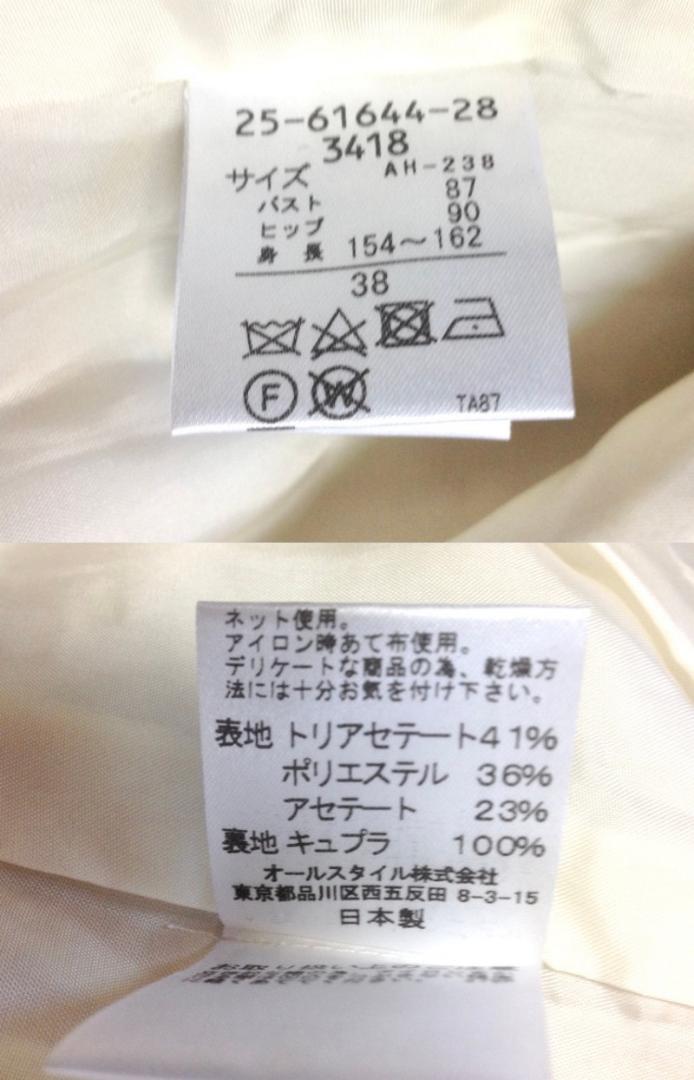 25-61644-28
3418
AH-238
サイズ
バスト 87
ヒップ 90
身長 154~162
38
F
W
TA87
ネット使用。
アイロン時あて布使用。
デリケートな商品の為、乾燥方
法には十分お気を付け下さい。
表地 トリアセテート41%
ポリエステル 36%
アセテート 23%
裏地 キュプラ 100%
オールスタイル株式会社
東京都品川区西五反田 8-3-15
日本製